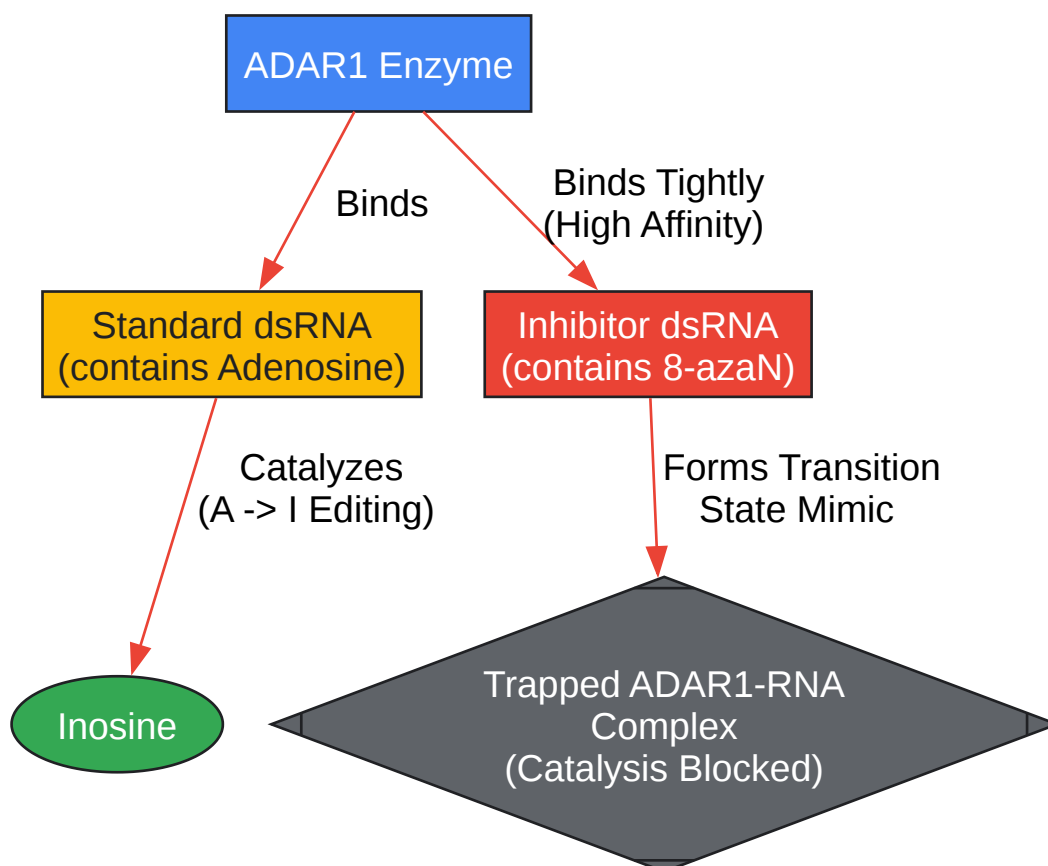 ADAR1 Enzyme
Binds
Binds Tightly
(High Affinity)
Standard dsRNA
(contains Adenosine)
Inhibitor dsRNA
(contains 8-azaN)
Catalyzes
(A -> I Editing)
Forms Transition
State Mimic
Inosine
Trapped ADAR1-RNA
Complex
(Catalysis Blocked)